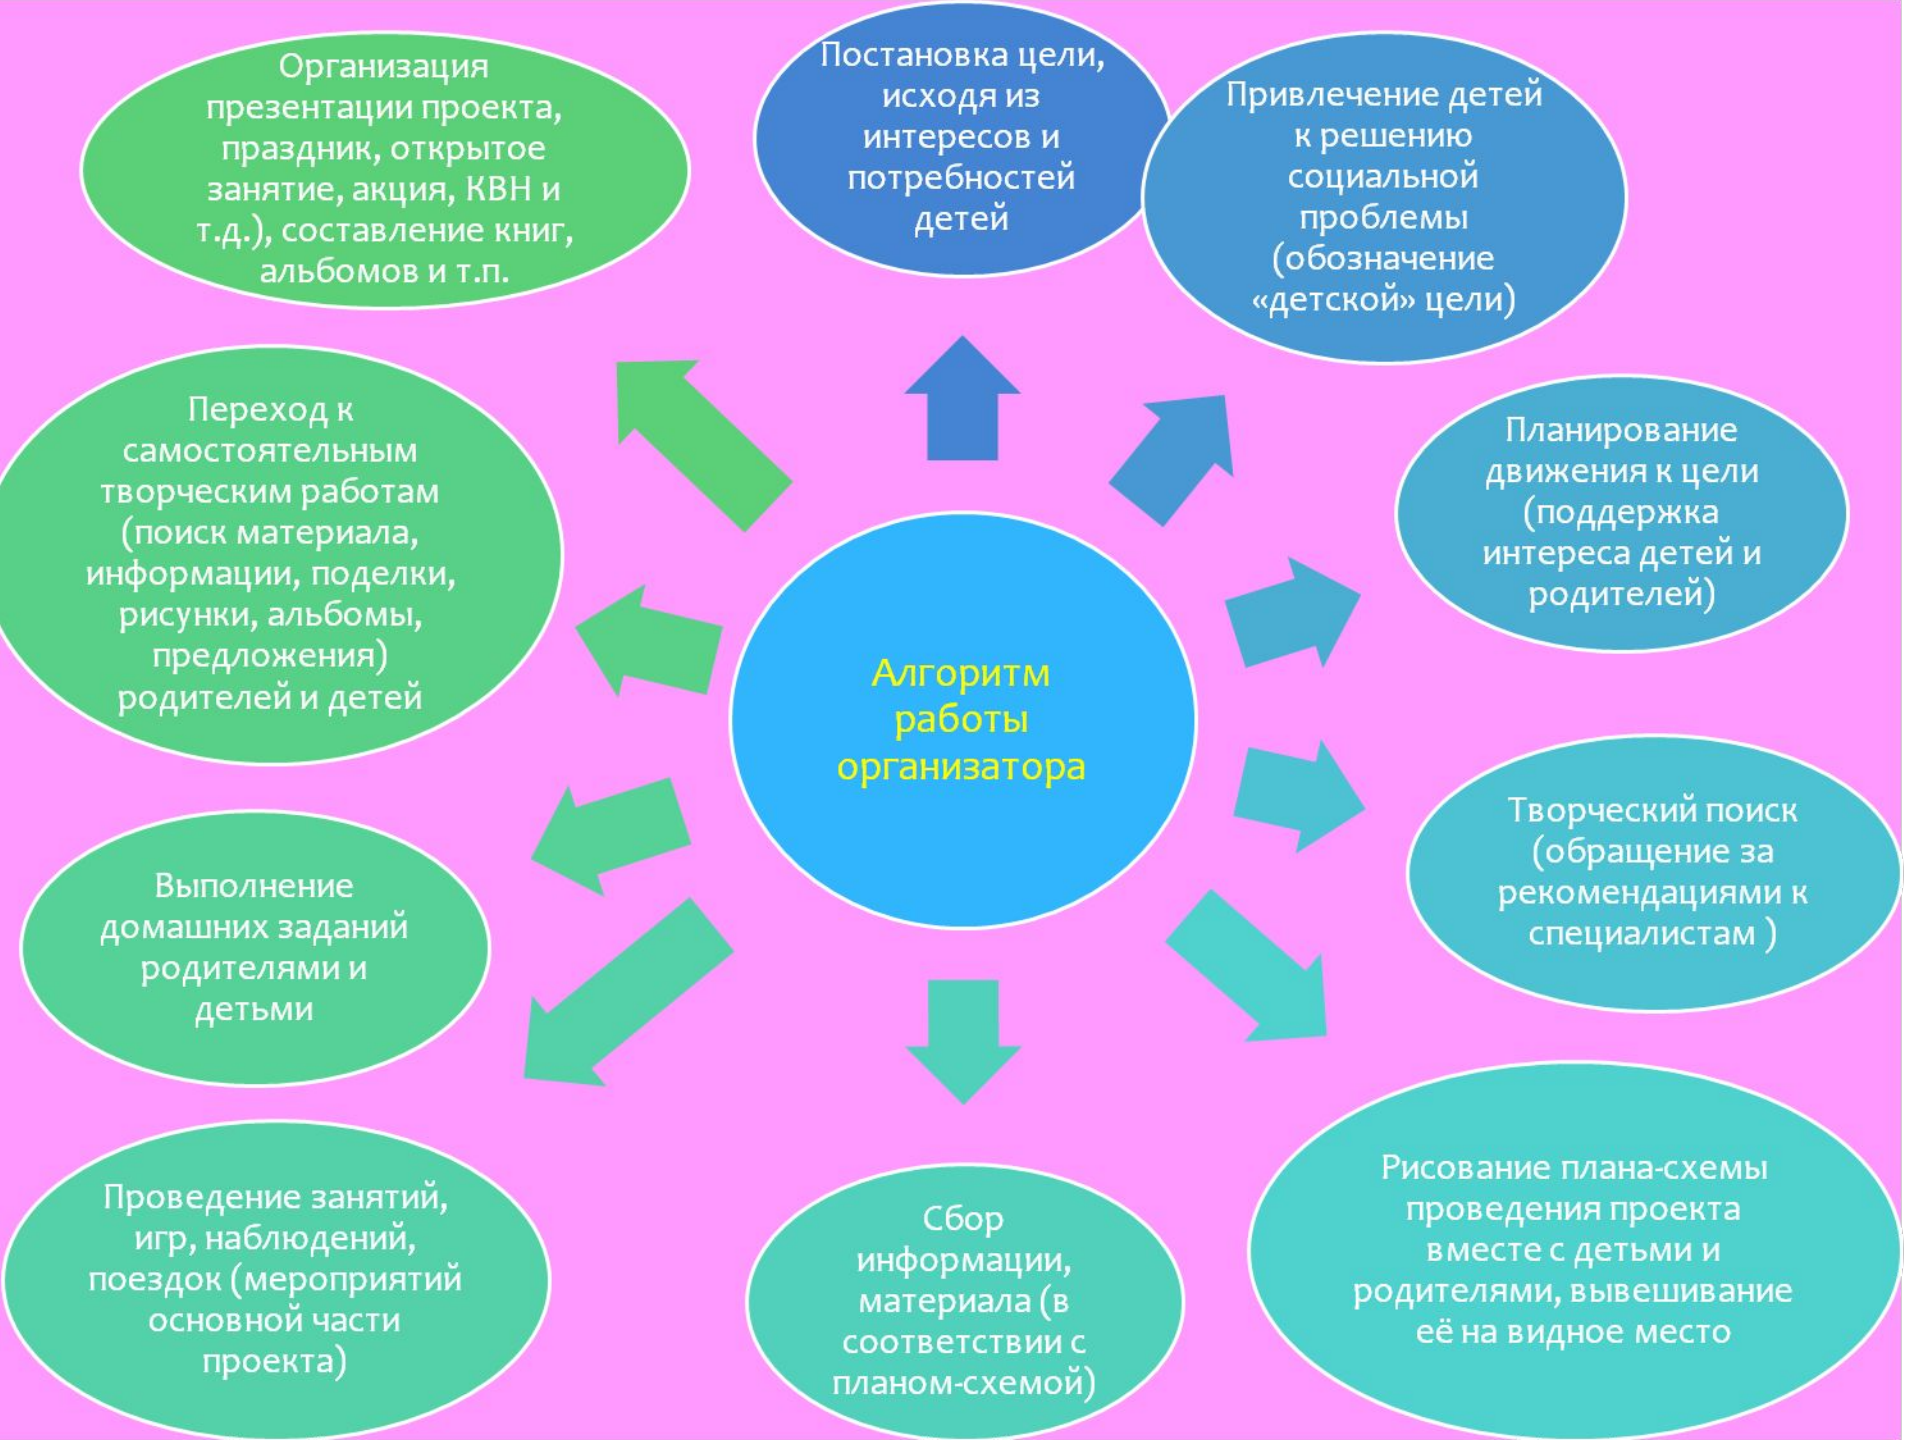 Алгоритм
работы
организатора
Постановка цели,
исходя из
интересов и
потребностей
детей
Привлечение детей
к решению
социальной
проблемы
(обозначение
«детской» цели)
Планирование
движения к цели
(поддержка
интереса детей и
родителей)
Творческий поиск
(обращение за
рекомендациями к
специалистам )
Рисование плана-схемы
проведения проекта
вместе с детьми и
родителями, вывешивание
её на видное место
Сбор
информации,
материала (в
соответствии с
планом-схемой)
Проведение занятий,
игр, наблюдений,
поездок (мероприятий
основной части
проекта)
Выполнение
домашних заданий
родителями и
детьми
Переход к
самостоятельным
творческим работам
(поиск материала,
информации, поделки,
рисунки, альбомы,
предложения)
родителей и детей
Организация
презентации проекта,
праздник, открытое
занятие, акция, КВН и
т.д.), составление книг,
альбомов и т.п.